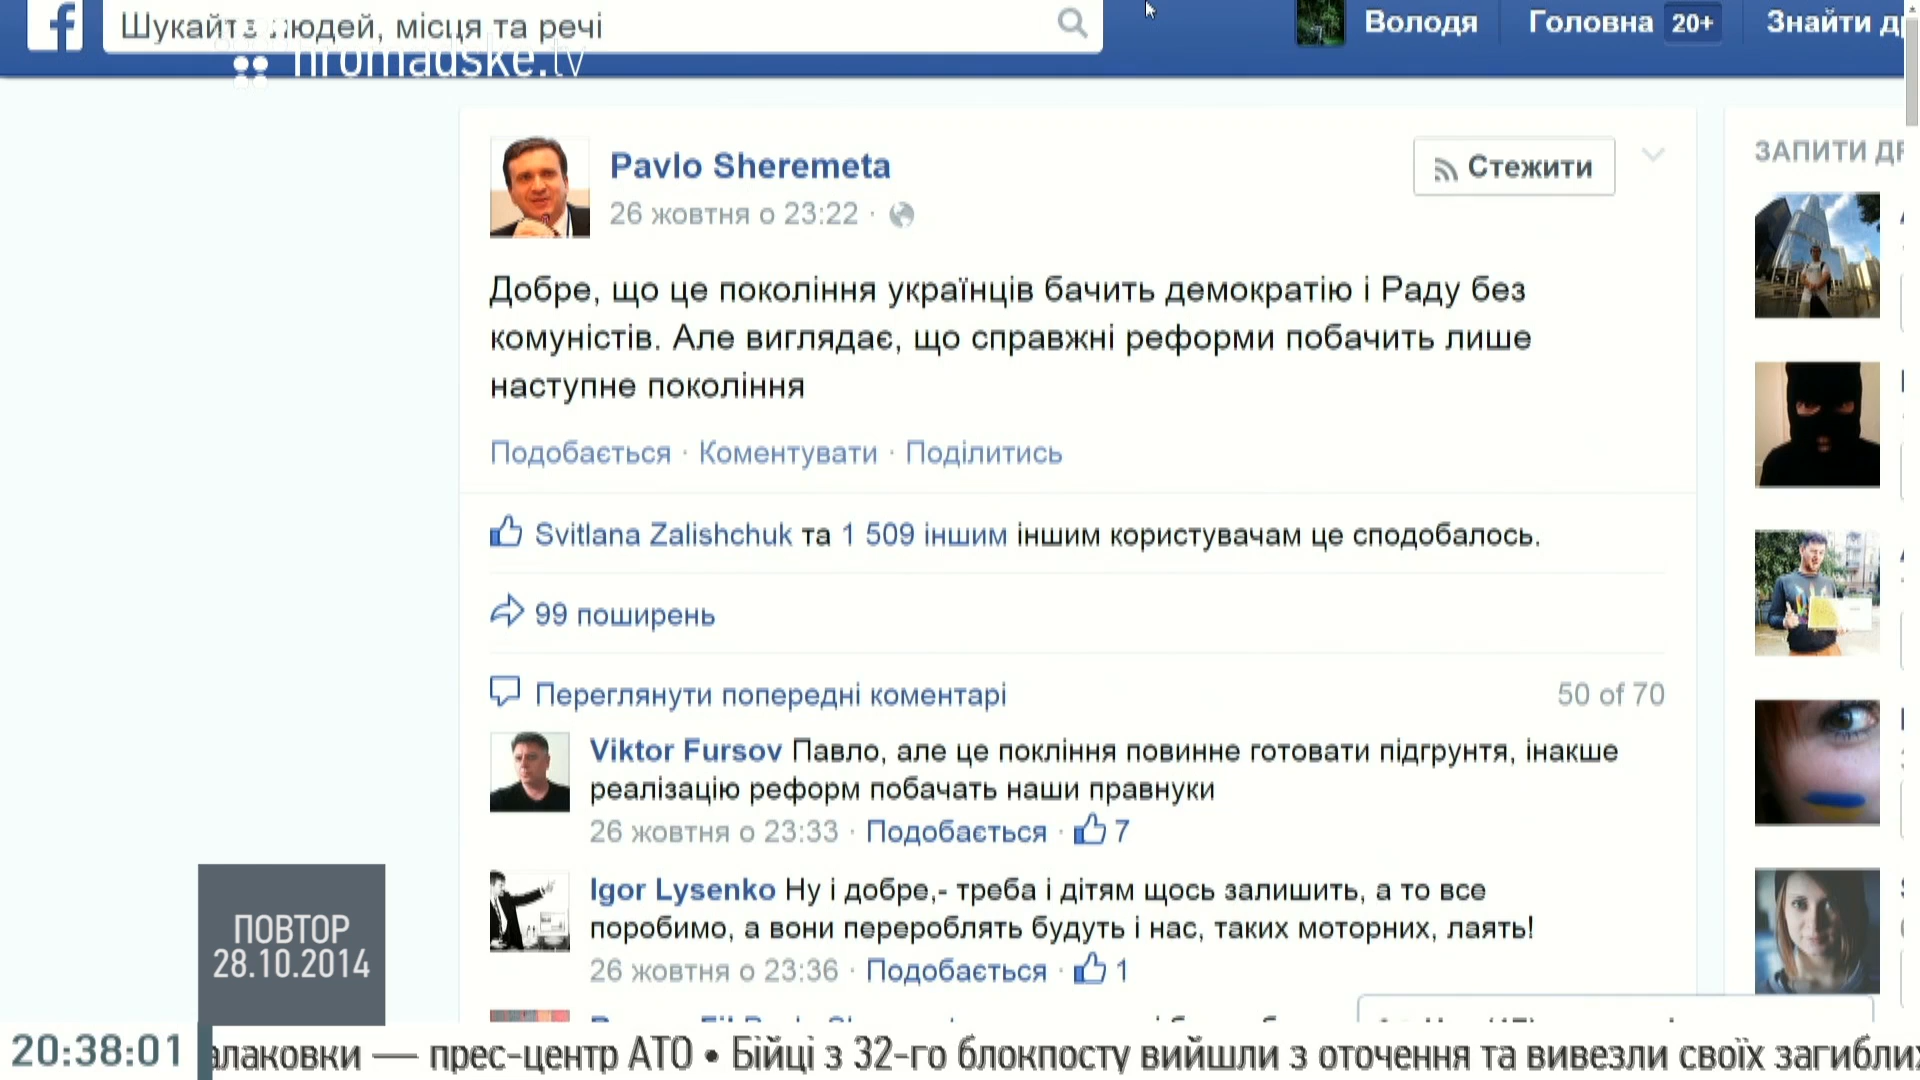 Шукайте людей, місця та речі
Володя
Головна 20+
Знайти
hromadske.tv
Pavlo Sheremeta
Стежити
26 жовтня о 23:22 ·
ЗАПИТИ
Добре, що це покоління українців бачить демократію і Раду без
комуністів. Але виглядає, що справжні реформи побачить лише
наступне покоління
Подобається · Коментувати · Поділитись
Svitlana Zalishchuk та 1 509 іншим іншим користувачам це сподобалось.
99 поширень
Переглянути попередні коментарі
50 of 70
Viktor Fursov Павло, але це покління повинне готовати підгрунтя, інакше
реалізацію реформ побачать наши правнуки
26 жовтня о 23:33 · Подобається · 7
Igor Lysenko Ну і добре,- треба і дітям щось залишить, а то все
поробимо, а вони перероблять будуть і нас, таких моторних, лаять!
26 жовтня о 23:36 · Подобається · 1
ПОВТОР
28.10.2014
20:38:01
алаковки — прес-центр АТО • Бійці з 32-го блокпосту вийшли з оточення та вивезли своїх загиблих